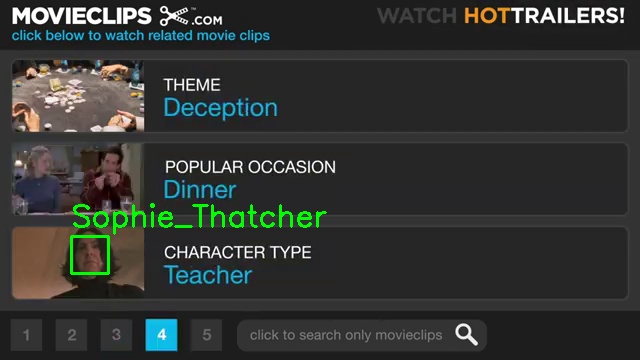 MOVIECLIPS .COM
WATCH HOTTRAILERS!
click below to watch related movie clips
THEME
Deception
POPULAR OCCASION
Dinner
Sophie_Thatcher
CHARACTER TYPE
Teacher
1 2 3 4 5
click to search only movieclips